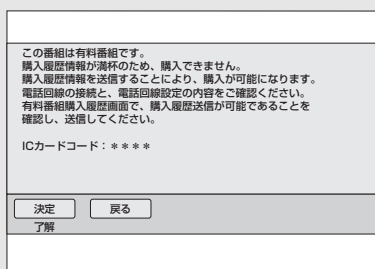 この番組は有料番組です。
購入履歴情報が満杯のため、購入できません。
購入履歴情報を送信することにより、購入が可能になります。
電話回線の接続と、電話回線設定の内容をご確認ください。
有料番組購入履歴画面で、購入履歴送信が可能であることを
確認し、送信してください。
ICカードコード：＊＊＊＊
決定 戻る
了解